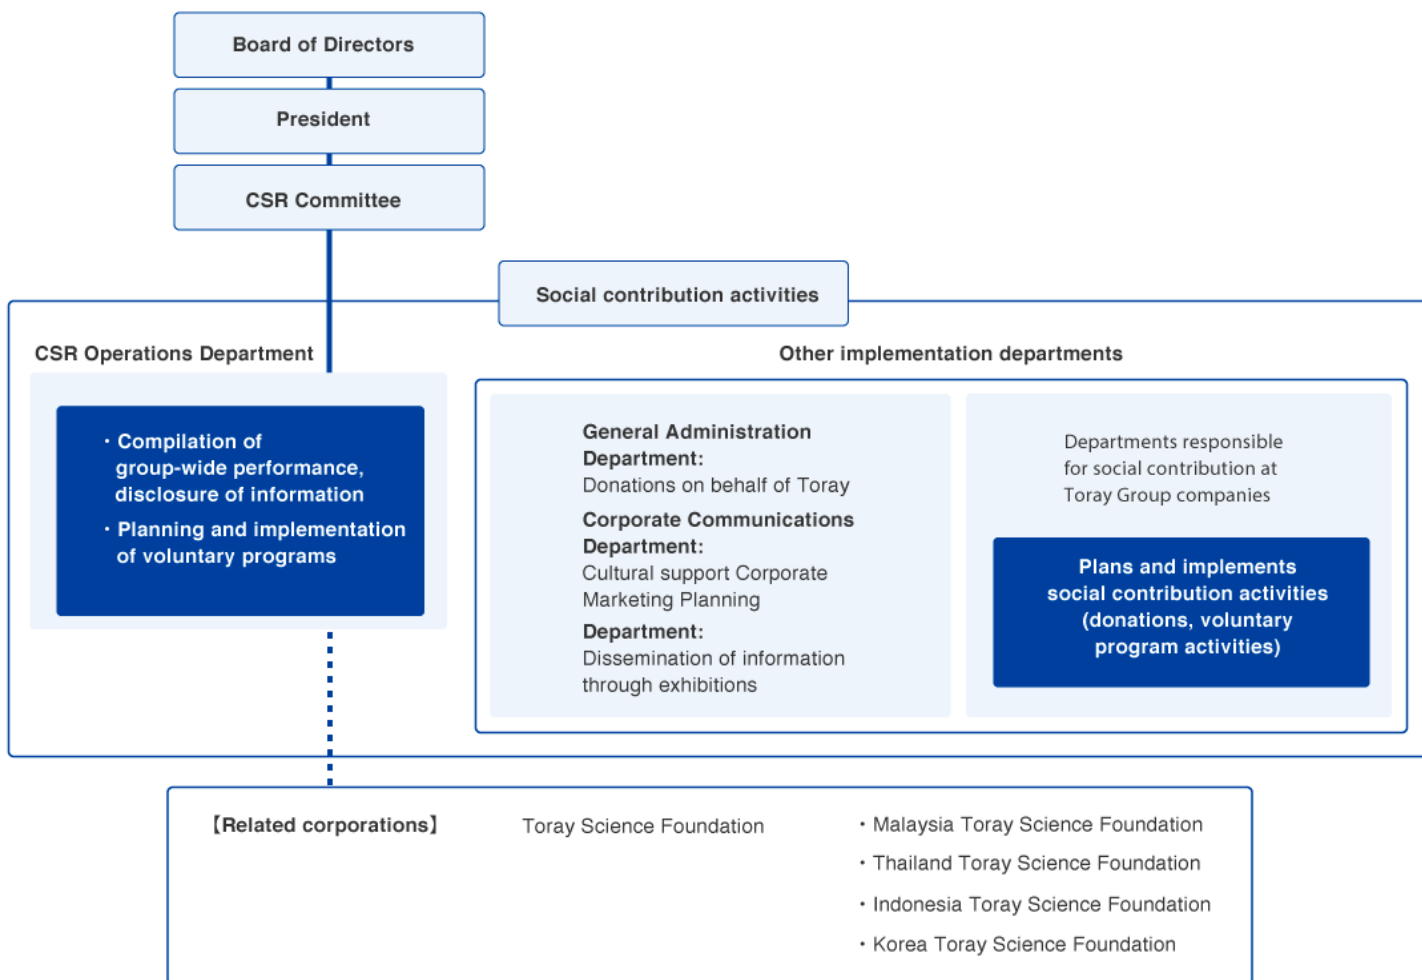 Board of Directors
President
CSR Committee
Social contribution activities
CSR Operations Department
・Compilation of
group-wide performance,
disclosure of information
・Planning and implementation
of voluntary programs
Other implementation departments
General Administration
Department:
Donations on behalf of Toray
Corporate Communications
Department:
Cultural support Corporate
Marketing Planning
Department:
Dissemination of information
through exhibitions
Departments responsible
for social contribution at
Toray Group companies
Plans and implements
social contribution activities
(donations, voluntary
program activities)
【Related corporations】
Toray Science Foundation
・Malaysia Toray Science Foundation
・Thailand Toray Science Foundation
・Indonesia Toray Science Foundation
・Korea Toray Science Foundation